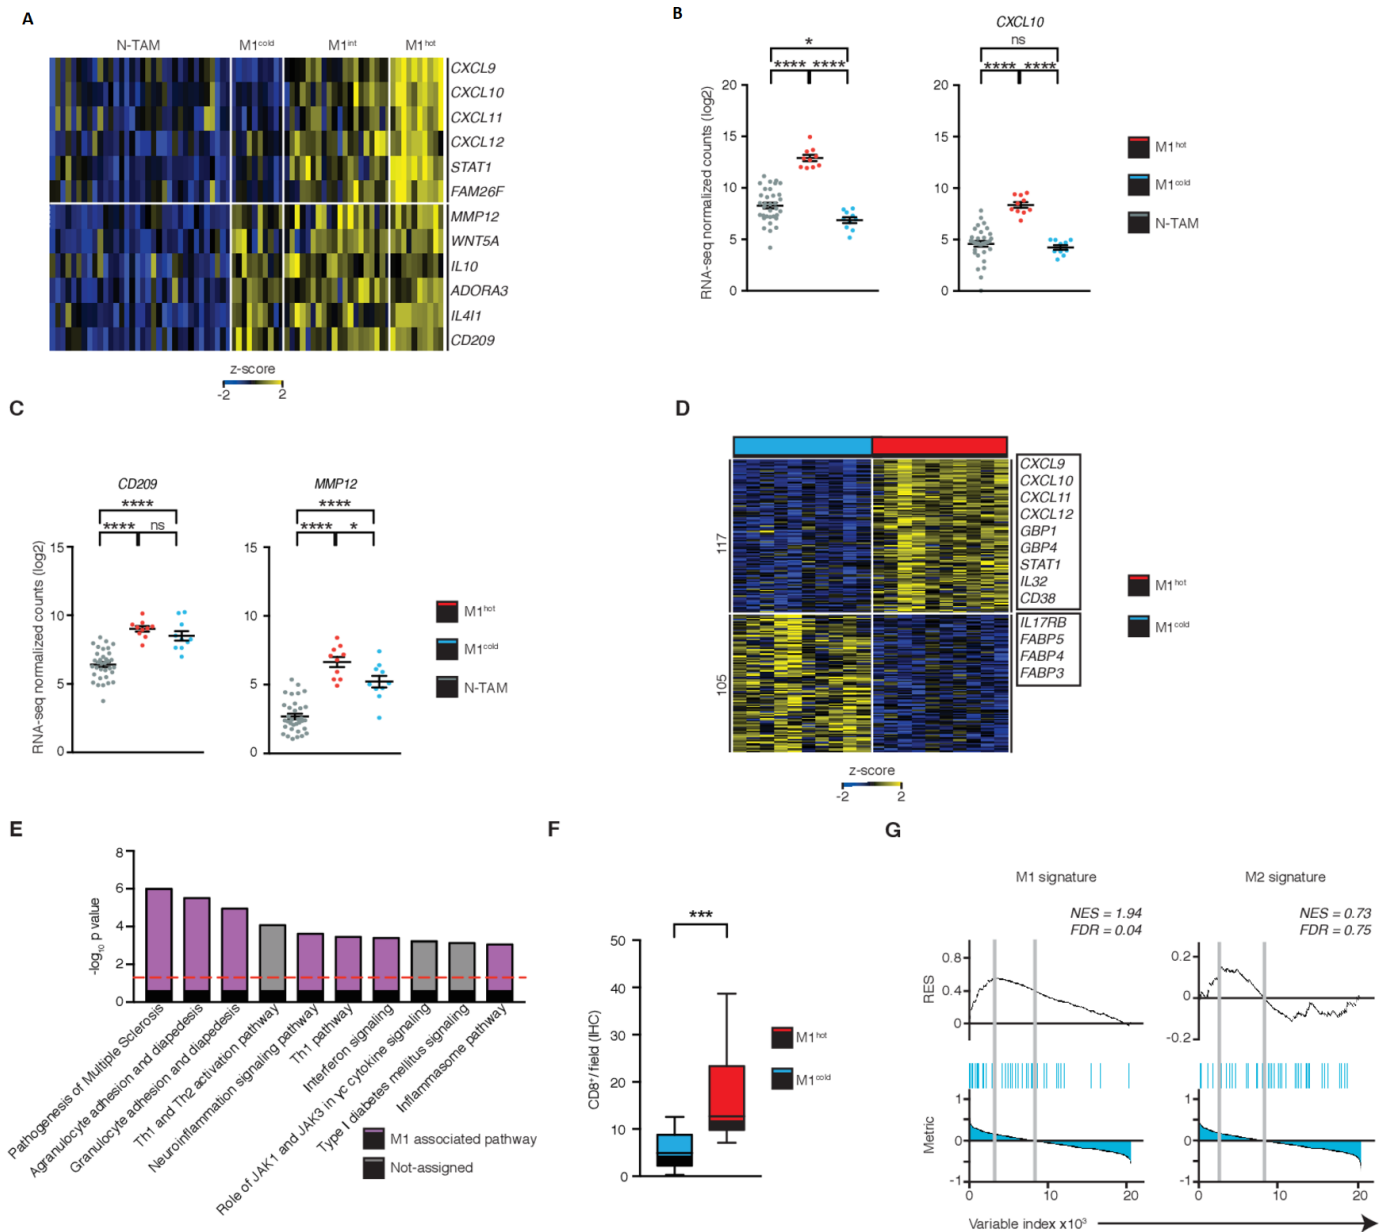 A
N-TAM M1cold M1int M1hot
CXCL9
CXCL10
CXCL11
CXCL12
STAT1
FAM26F
MMP12
WNT5A
IL10
ADORA3
IL4I1
CD209
z-score
-2 2
B
CXCL10
* ns
**** **** **** ****
RNA-seq normalized counts (log2)
20
15
10
5
0
20
15
10
5
0
M1hot
M1cold
N-TAM
C
CD209
****
**** ns
MMP12
****
**** *
RNA-seq normalized counts (log2)
15
10
5
0
15
10
5
0
M1hot
M1cold
N-TAM
D
117
105
CXCL9
CXCL10
CXCL11
CXCL12
GBP1
GBP4
STAT1
IL32
CD38
IL17RB
FABP5
FABP4
FABP3
M1hot
M1cold
z-score
-2 2
E
-log10 p value
8
6
4
2
0
Pathogenesis of Multiple Sclerosis
Agranulocyte adhesion and diapedesis
Granulocyte adhesion and diapedesis
Th1 and Th2 activation pathway
Neuroinflammation signaling pathway
Th1 pathway
Interferon signaling
Role of JAK1 and JAK3 in γc cytokine signaling
Type I diabetes mellitus signaling
Inflammasome pathway
M1 associated pathway
Not-assigned
F
***
CD8+/field (IHC)
50
40
30
20
10
0
M1hot
M1cold
G
M1 signature
NES = 1.94
FDR = 0.04
RES
0.8
0.4
0
Metric
1
0
-1
0 10 20
M2 signature
NES = 0.73
FDR = 0.75
0.2
0
-0.2
1
0
-1
0 10 20
Variable index x10³